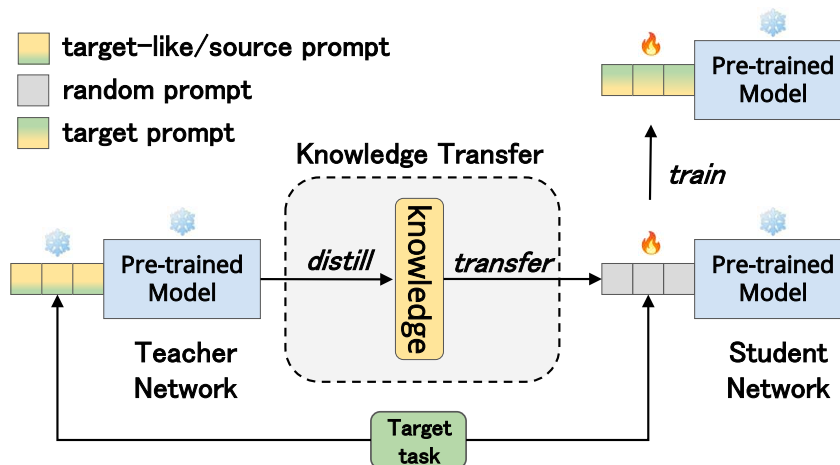 target-like/source prompt
random prompt
target prompt
Pre-trained
Model
train
Knowledge Transfer
Pre-trained
Model
distill
knowledge
transfer
Pre-trained
Model
Teacher
Network
Student
Network
Target
task